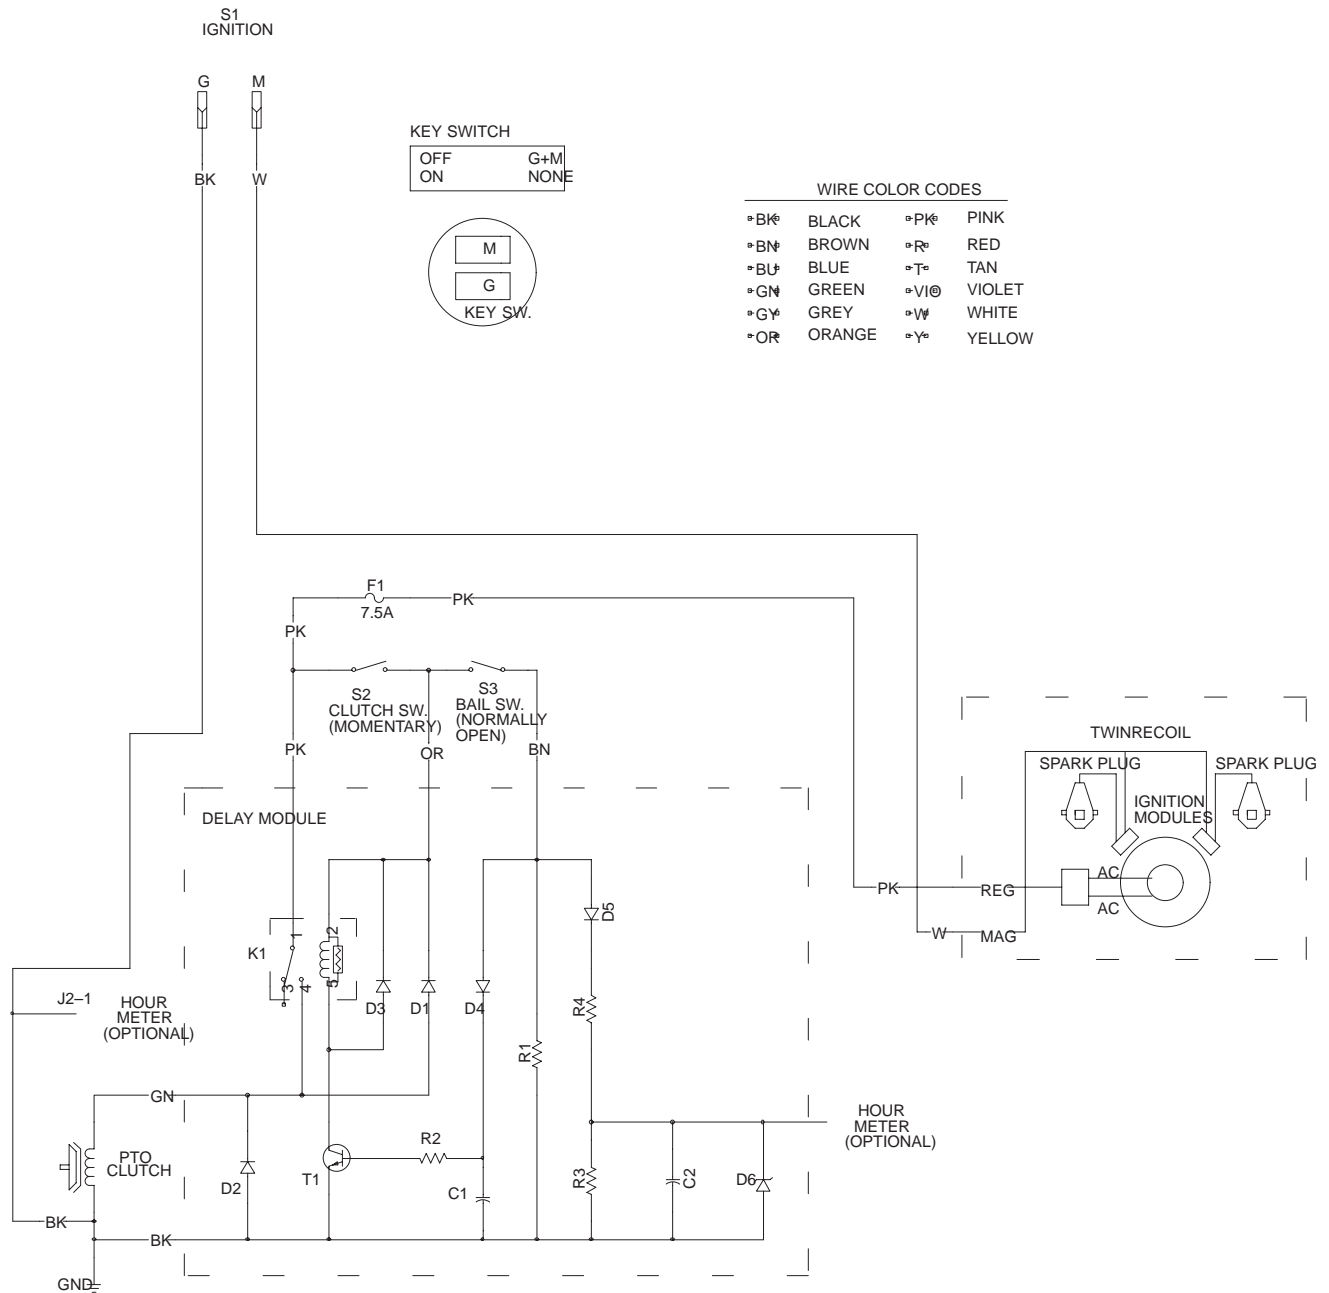 S1
IGNITION
G
M
BK
W
KEY SWITCH
OFF G+M
ON NONE
M
G
KEY SW.
WIRE COLOR CODES
BK BLACK PK PINK
BN BROWN R RED
BU BLUE T TAN
GN GREEN VIO VIOLET
GY GREY W WHITE
OR ORANGE Y YELLOW
F1
7.5A
PK
PK
S2
CLUTCH SW.
(MOMENTARY)
S3
BAIL SW.
(NORMALLY
OPEN)
PK
OR
BN
TWINRECOIL
SPARK PLUG
SPARK PLUG
IGNITION
MODULES
DELAY MODULE
PK
REG
AC
AC
W
MAG
K1
1
2
3
4
5
D3
D1
D4
D5
R4
R1
J2–1
HOUR
METER
(OPTIONAL)
GN
HOUR
METER
(OPTIONAL)
PTO
CLUTCH
D2
T1
R2
C1
R3
C2
D6
BK
BK
GND